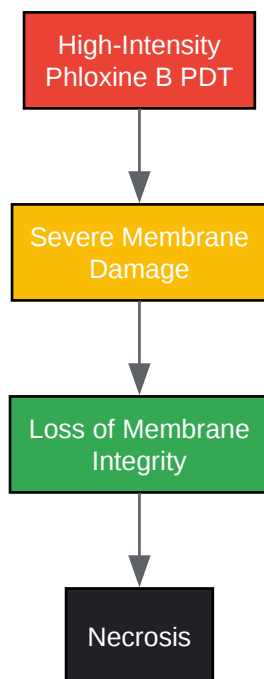 High-Intensity
Phloxine B PDT
Severe Membrane
Damage
Loss of Membrane
Integrity
Necrosis